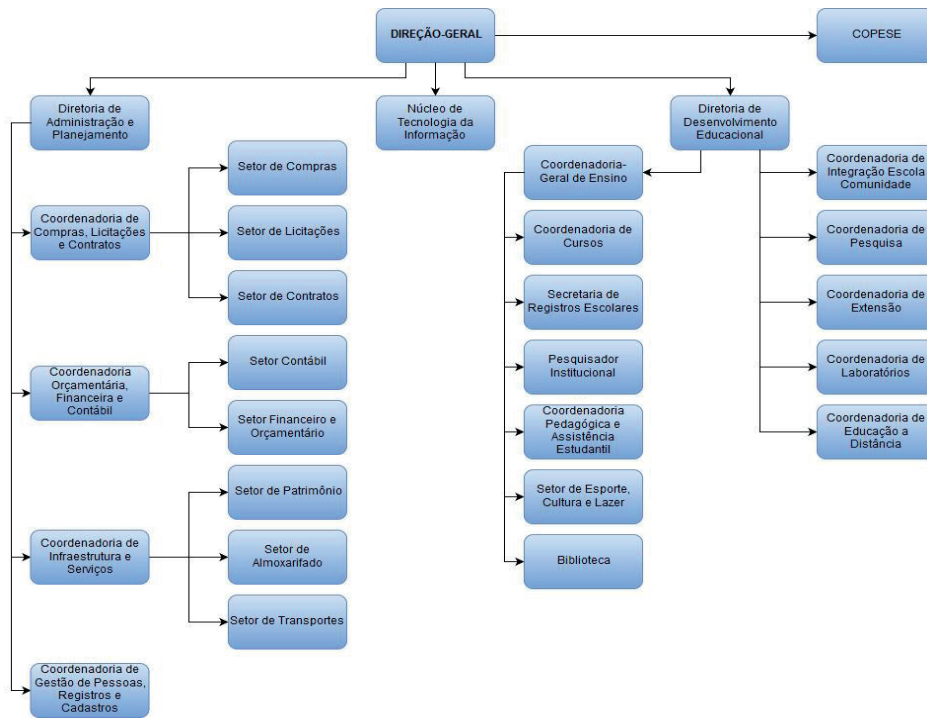 DIREÇÃO-GERAL
COPESE
Diretoria de
Administração e
Planejamento
Núcleo de
Tecnologia da
Informação
Diretoria de
Desenvolvimento
Educacional
Setor de Compras
Coordenadoria de
Compras, Licitações
e Contratos
Setor de Licitações
Setor de Contratos
Coordenadoria
Orçamentária,
Financeira e
Contábil
Setor Contábil
Setor Financeiro e
Orçamentário
Coordenadoria de
Infraestrutura e
Serviços
Setor de Patrimônio
Setor de
Almoxarifado
Setor de Transportes
Coordenadoria de
Gestão de Pessoas,
Registros e
Cadastros
Coordenadoria-
Geral de Ensino
Coordenadoria de
Cursos
Secretaria de
Registros Escolares
Pesquisador
Institucional
Coordenadoria
Pedagógica e
Assistência
Estudantil
Setor de Esporte,
Cultura e Lazer
Biblioteca
Coordenadoria de
Integração Escola
Comunidade
Coordenadoria de
Pesquisa
Coordenadoria de
Extensão
Coordenadoria de
Laboratórios
Coordenadoria de
Educação a
Distância